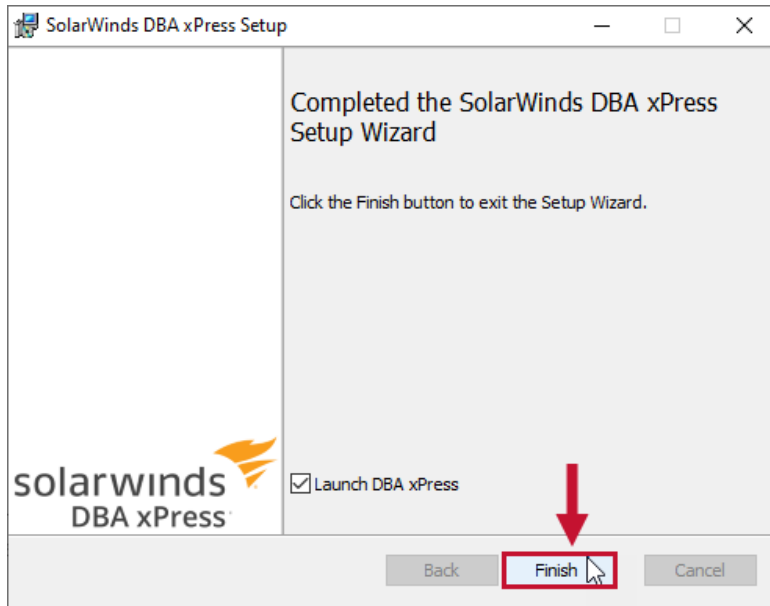 SolarWinds DBA xPress Setup
Completed the SolarWinds DBA xPress
Setup Wizard
Click the Finish button to exit the Setup Wizard.
solarwinds
DBA xPress
Launch DBA xPress
Back
Finish
Cancel